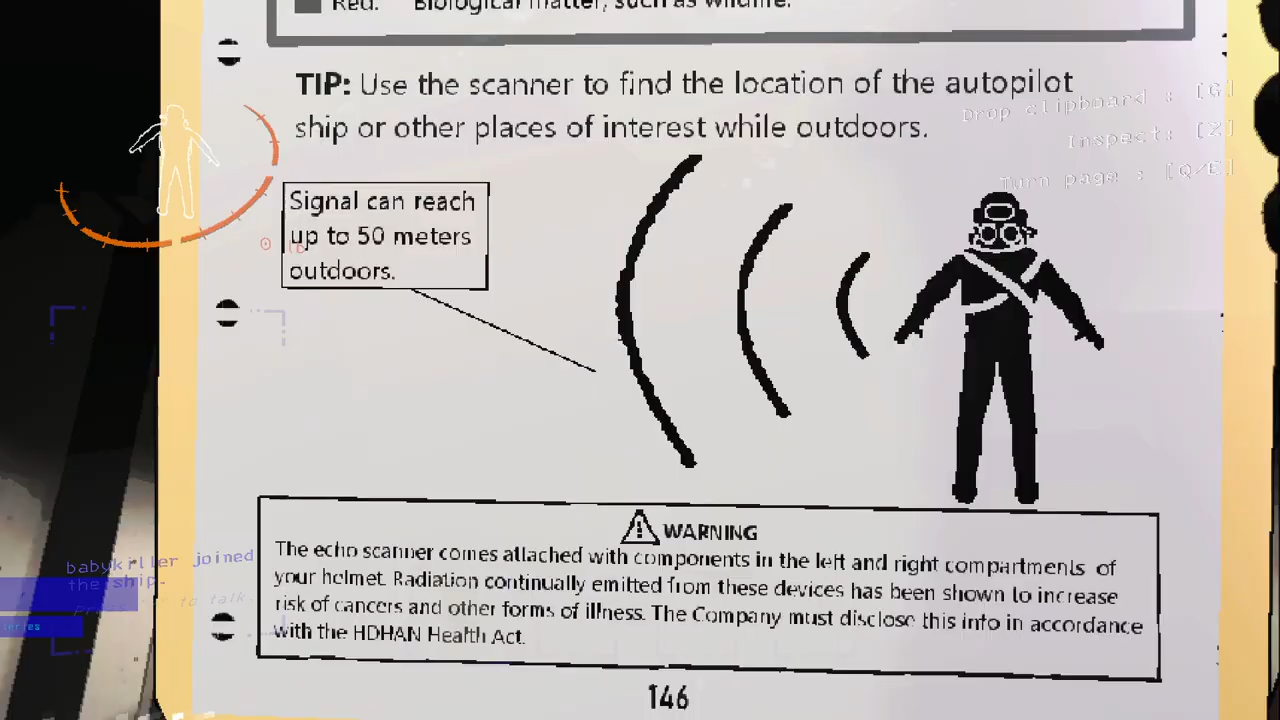 Red: Biological matter, such as wildlife.
TIP: Use the scanner to find the location of the autopilot
ship or other places of interest while outdoors.
Drop clipboard : [G]
Inspect: [Z]
Turn page : [Q/E]
Signal can reach
up to 50 meters
outdoors.
WARNING
The echo scanner comes attached with components in the left and right compartments of
your helmet. Radiation continually emitted from these devices has been shown to increase
risk of cancers and other forms of illness. The Company must disclose this info in accordance
with the HDHAN Health Act.
babykiller joined
the ship.
to talk.
146